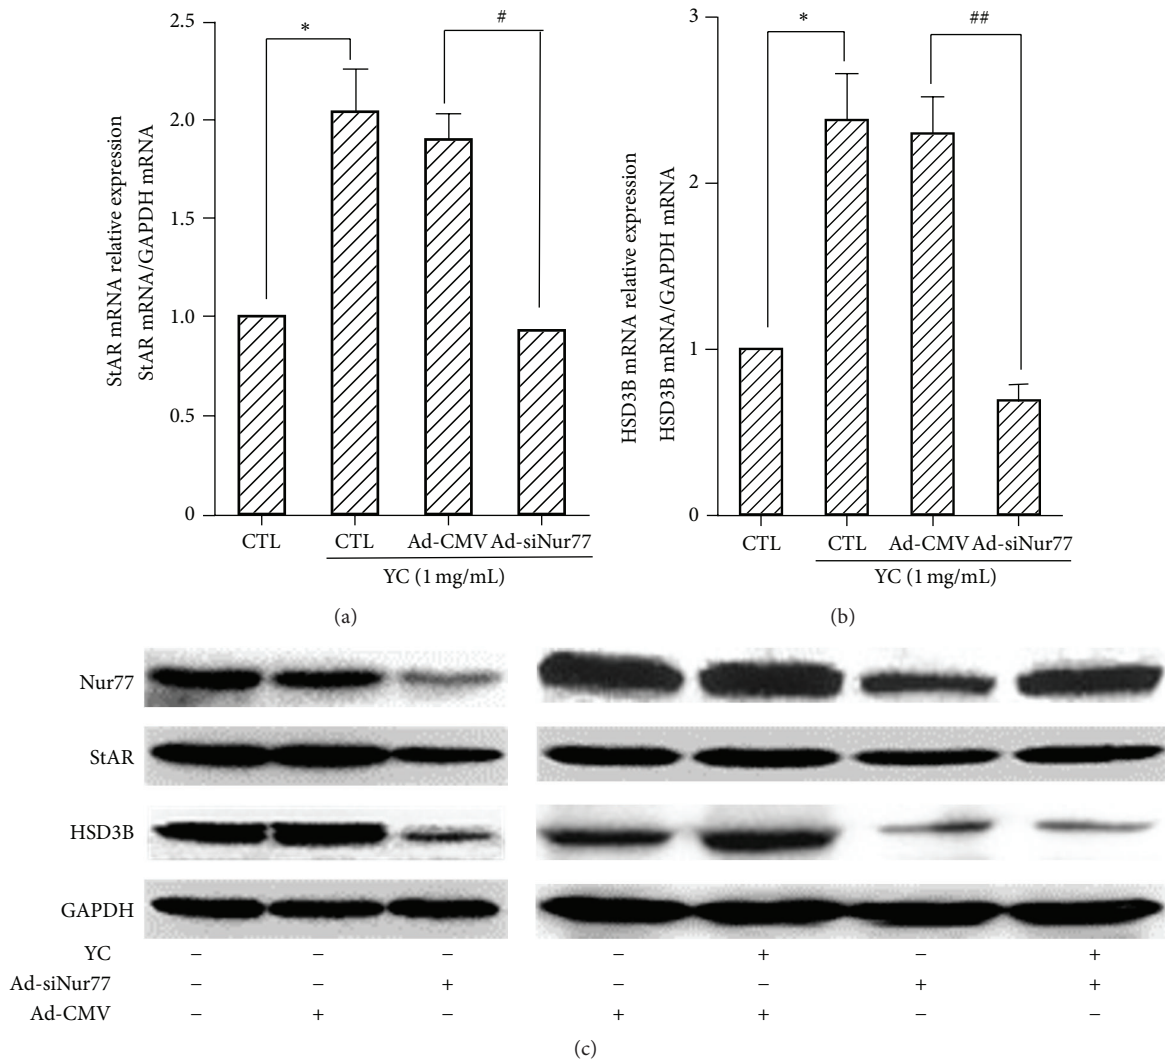 StAR mRNA relative expression
StAR mRNA/GAPDH mRNA
2.5
2.0
1.5
1.0
0.5
0
*
#
CTL CTL Ad-CMV Ad-siNur77
YC (1 mg/mL)
(a)
HSD3B mRNA relative expression
HSD3B mRNA/GAPDH mRNA
3
2
1
0
*
##
CTL CTL Ad-CMV Ad-siNur77
YC (1 mg/mL)
(b)
Nur77
StAR
HSD3B
GAPDH
YC − − − − + − +
Ad-siNur77 − − + − − + +
Ad-CMV − + − + + − −
(c)